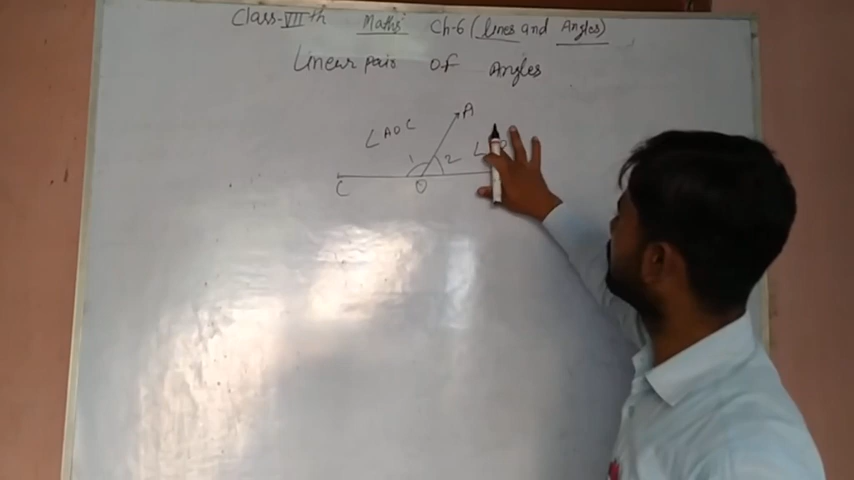 Class-VIIth Maths Ch-6 (lines and Angles)
Linear pair of Angles
A
∠AOC
1 2
C O